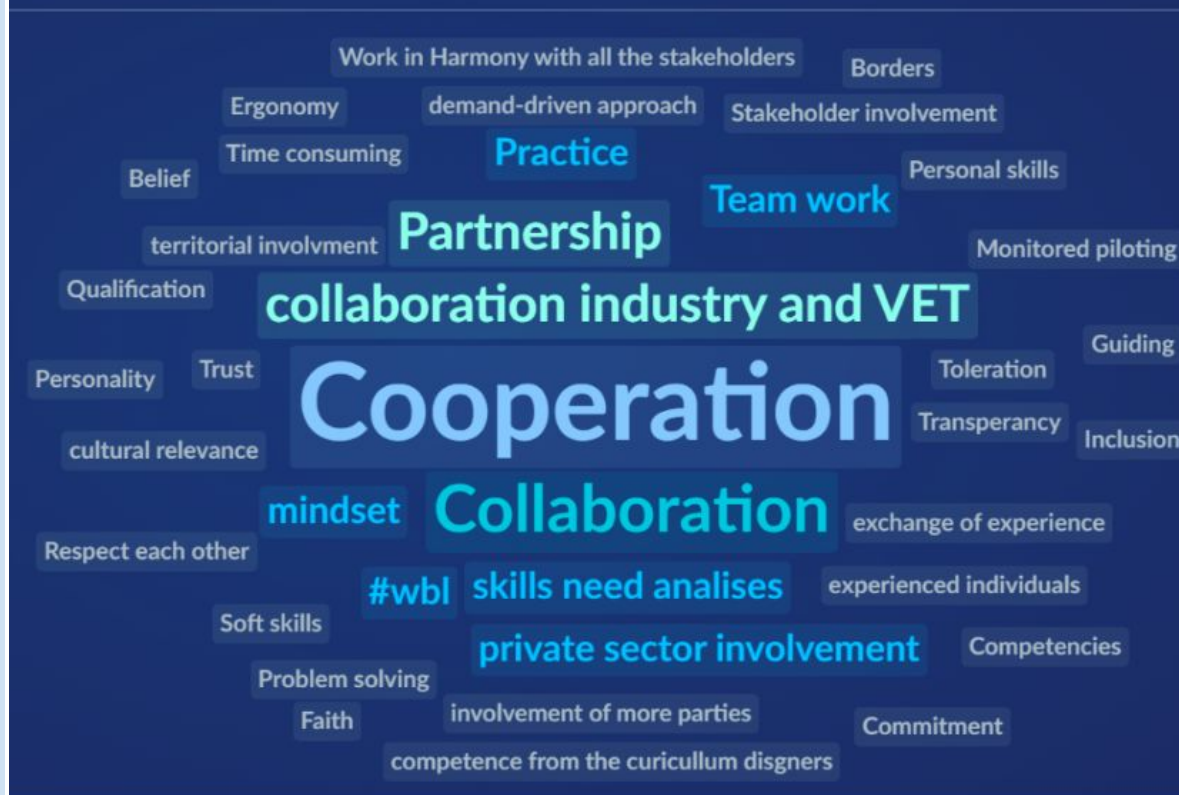 Work in Harmony with all the stakeholders
Borders
Ergonomy
demand-driven approach
Stakeholder involvement
Time consuming
Practice
Belief
Personal skills
Team work
Partnership
territorial involvment
Monitored piloting
Qualification
collaboration industry and VET
Guiding
Personality
Trust
Cooperation
Toleration
Transperancy
Inclusion
cultural relevance
mindset
Collaboration
exchange of experience
Respect each other
#wbl
skills need analises
experienced individuals
Soft skills
private sector involvement
Competencies
Problem solving
Faith
involvement of more parties
Commitment
competence from the curicullum disgners